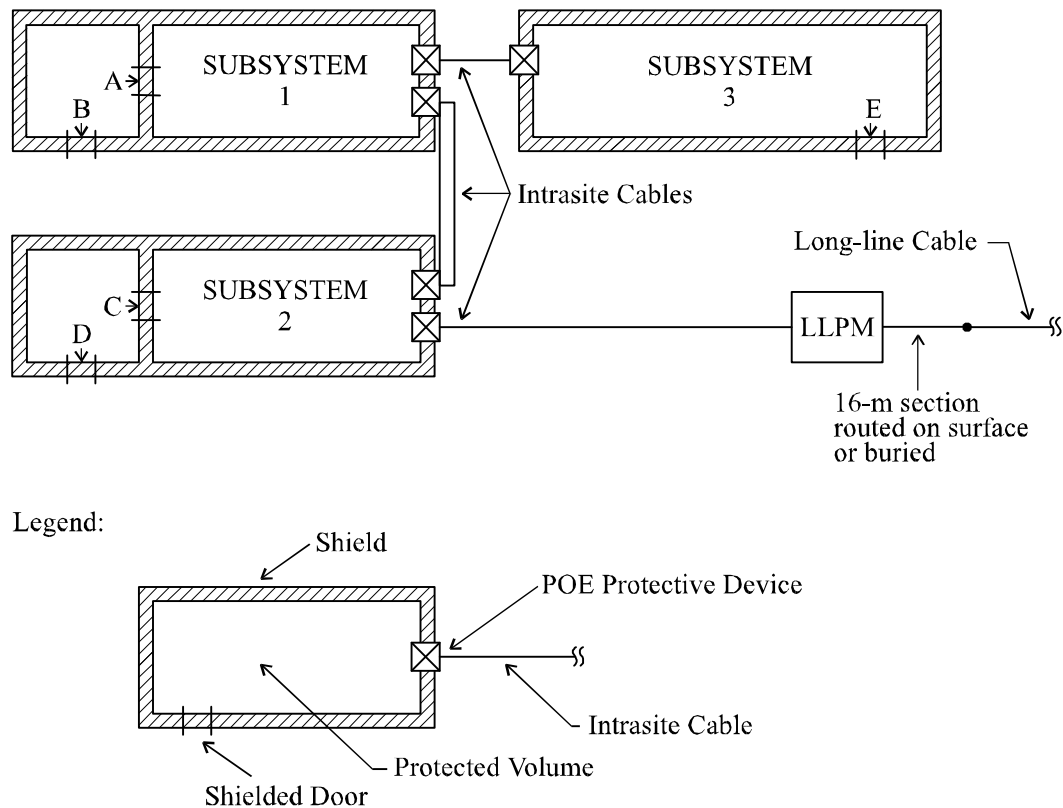 SUBSYSTEM
1
SUBSYSTEM
3
A
B
E
Intrasite Cables
Long-line Cable
SUBSYSTEM
2
C
D
LLPM
16-m section
routed on surface
or buried
Legend:
Shield
POE Protective Device
Intrasite Cable
Protected Volume
Shielded Door